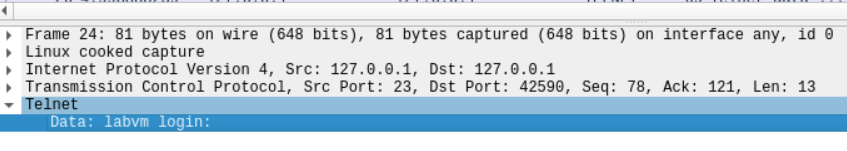 Frame 24: 81 bytes on wire (648 bits), 81 bytes captured (648 bits) on interface any, id 0
Linux cooked capture
Internet Protocol Version 4, Src: 127.0.0.1, Dst: 127.0.0.1
Transmission Control Protocol, Src Port: 23, Dst Port: 42590, Seq: 78, Ack: 121, Len: 13
Telnet
Data: labvm login: